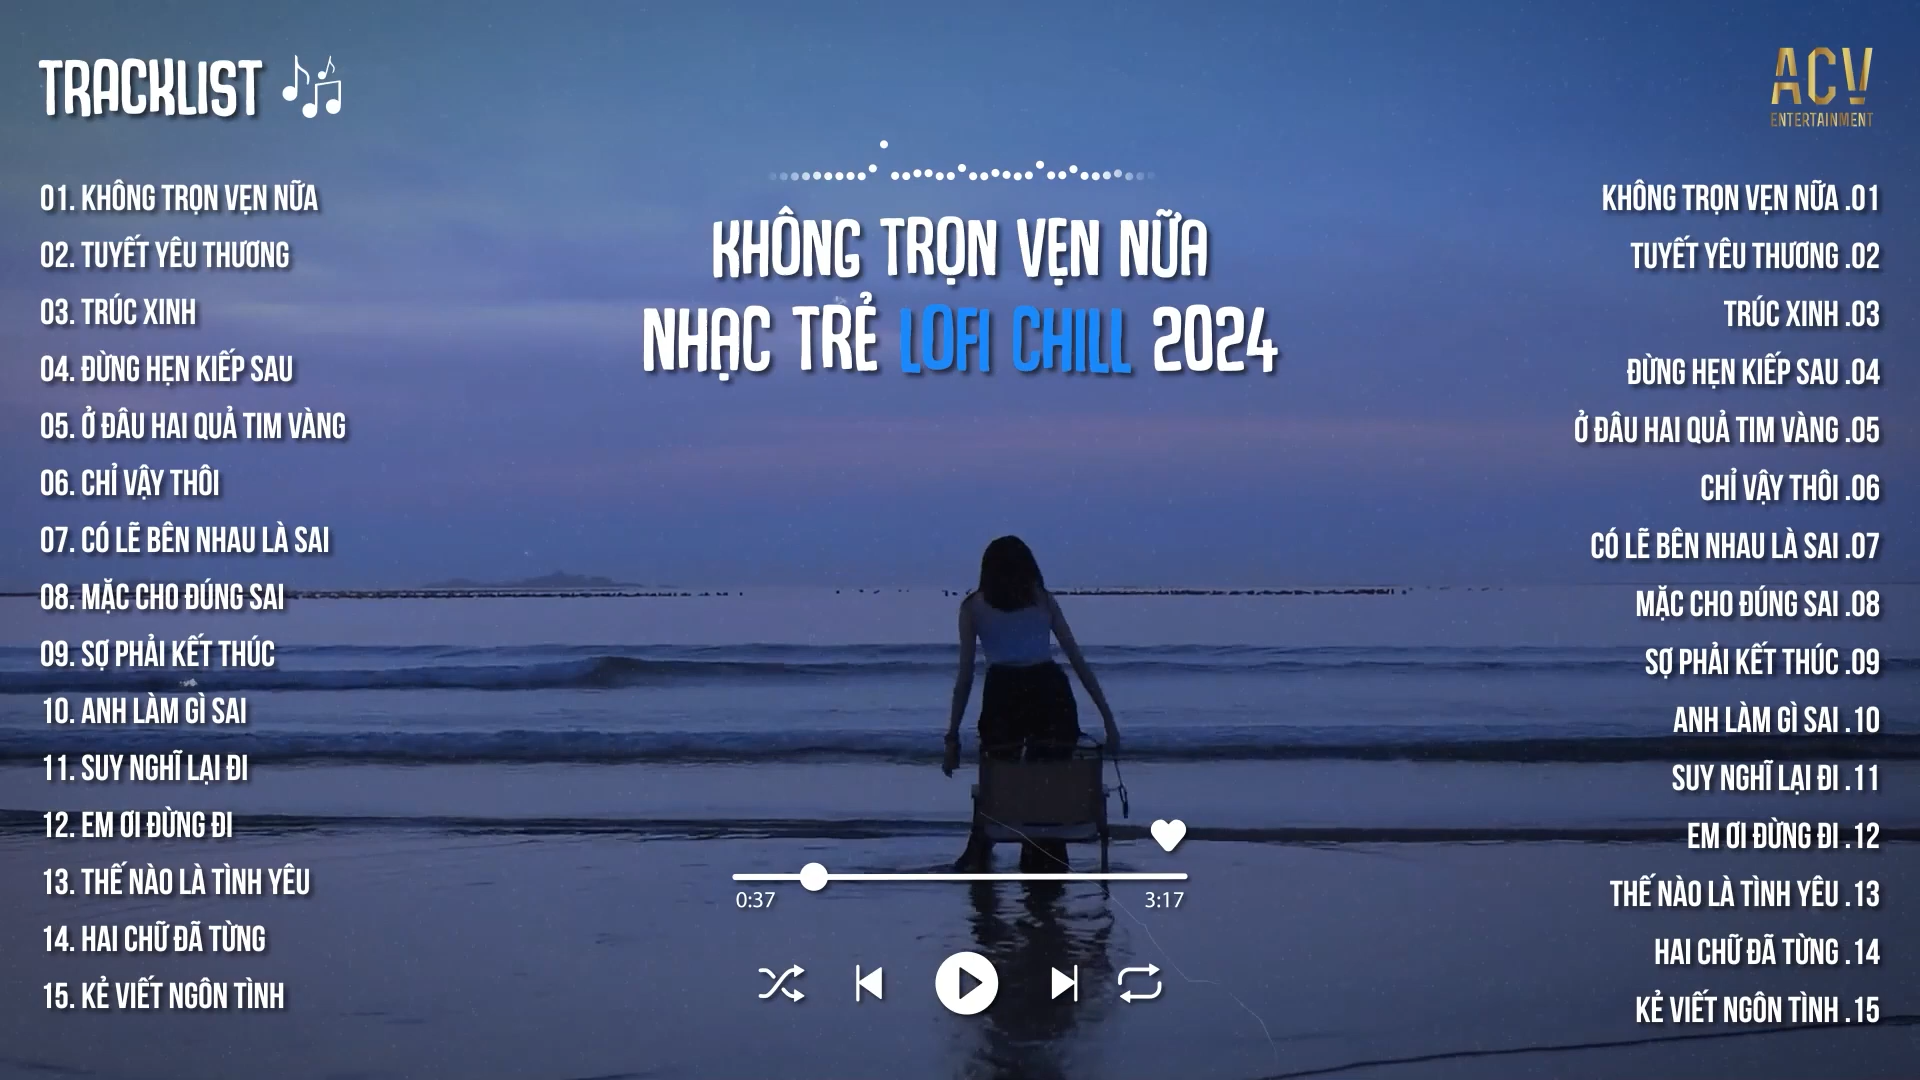 TRACKLIST
ACV
ENTERTAINMENT
KHÔNG TRỌN VẸN NỮA
NHẠC TRẺ LOFI CHILL 2024
01. KHÔNG TRỌN VẸN NỮA
02. TUYẾT YÊU THƯƠNG
03. TRÚC XINH
04. ĐỪNG HẸN KIẾP SAU
05. Ở ĐÂU HAI QUẢ TIM VÀNG
06. CHỈ VẬY THÔI
07. CÓ LẼ BÊN NHAU LÀ SAI
08. MẶC CHO ĐÚNG SAI
09. SỢ PHẢI KẾT THÚC
10. ANH LÀM GÌ SAI
11. SUY NGHĨ LẠI ĐI
12. EM ƠI ĐỪNG ĐI
13. THẾ NÀO LÀ TÌNH YÊU
14. HAI CHỮ ĐÃ TỪNG
15. KẺ VIẾT NGÔN TÌNH
KHÔNG TRỌN VẸN NỮA .01
TUYẾT YÊU THƯƠNG .02
TRÚC XINH .03
ĐỪNG HẸN KIẾP SAU .04
Ở ĐÂU HAI QUẢ TIM VÀNG .05
CHỈ VẬY THÔI .06
CÓ LẼ BÊN NHAU LÀ SAI .07
MẶC CHO ĐÚNG SAI .08
SỢ PHẢI KẾT THÚC .09
ANH LÀM GÌ SAI .10
SUY NGHĨ LẠI ĐI .11
EM ƠI ĐỪNG ĐI .12
THẾ NÀO LÀ TÌNH YÊU .13
HAI CHỮ ĐÃ TỪNG .14
KẺ VIẾT NGÔN TÌNH .15
0:37
3:17